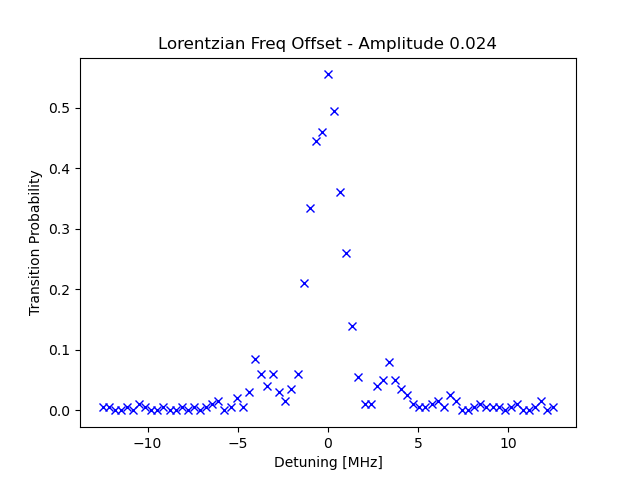 Lorentzian Freq Offset - Amplitude 0.024
Transition Probability
0.5
0.4
0.3
0.2
0.1
0.0
−10 −5 0 5 10
Detuning [MHz]